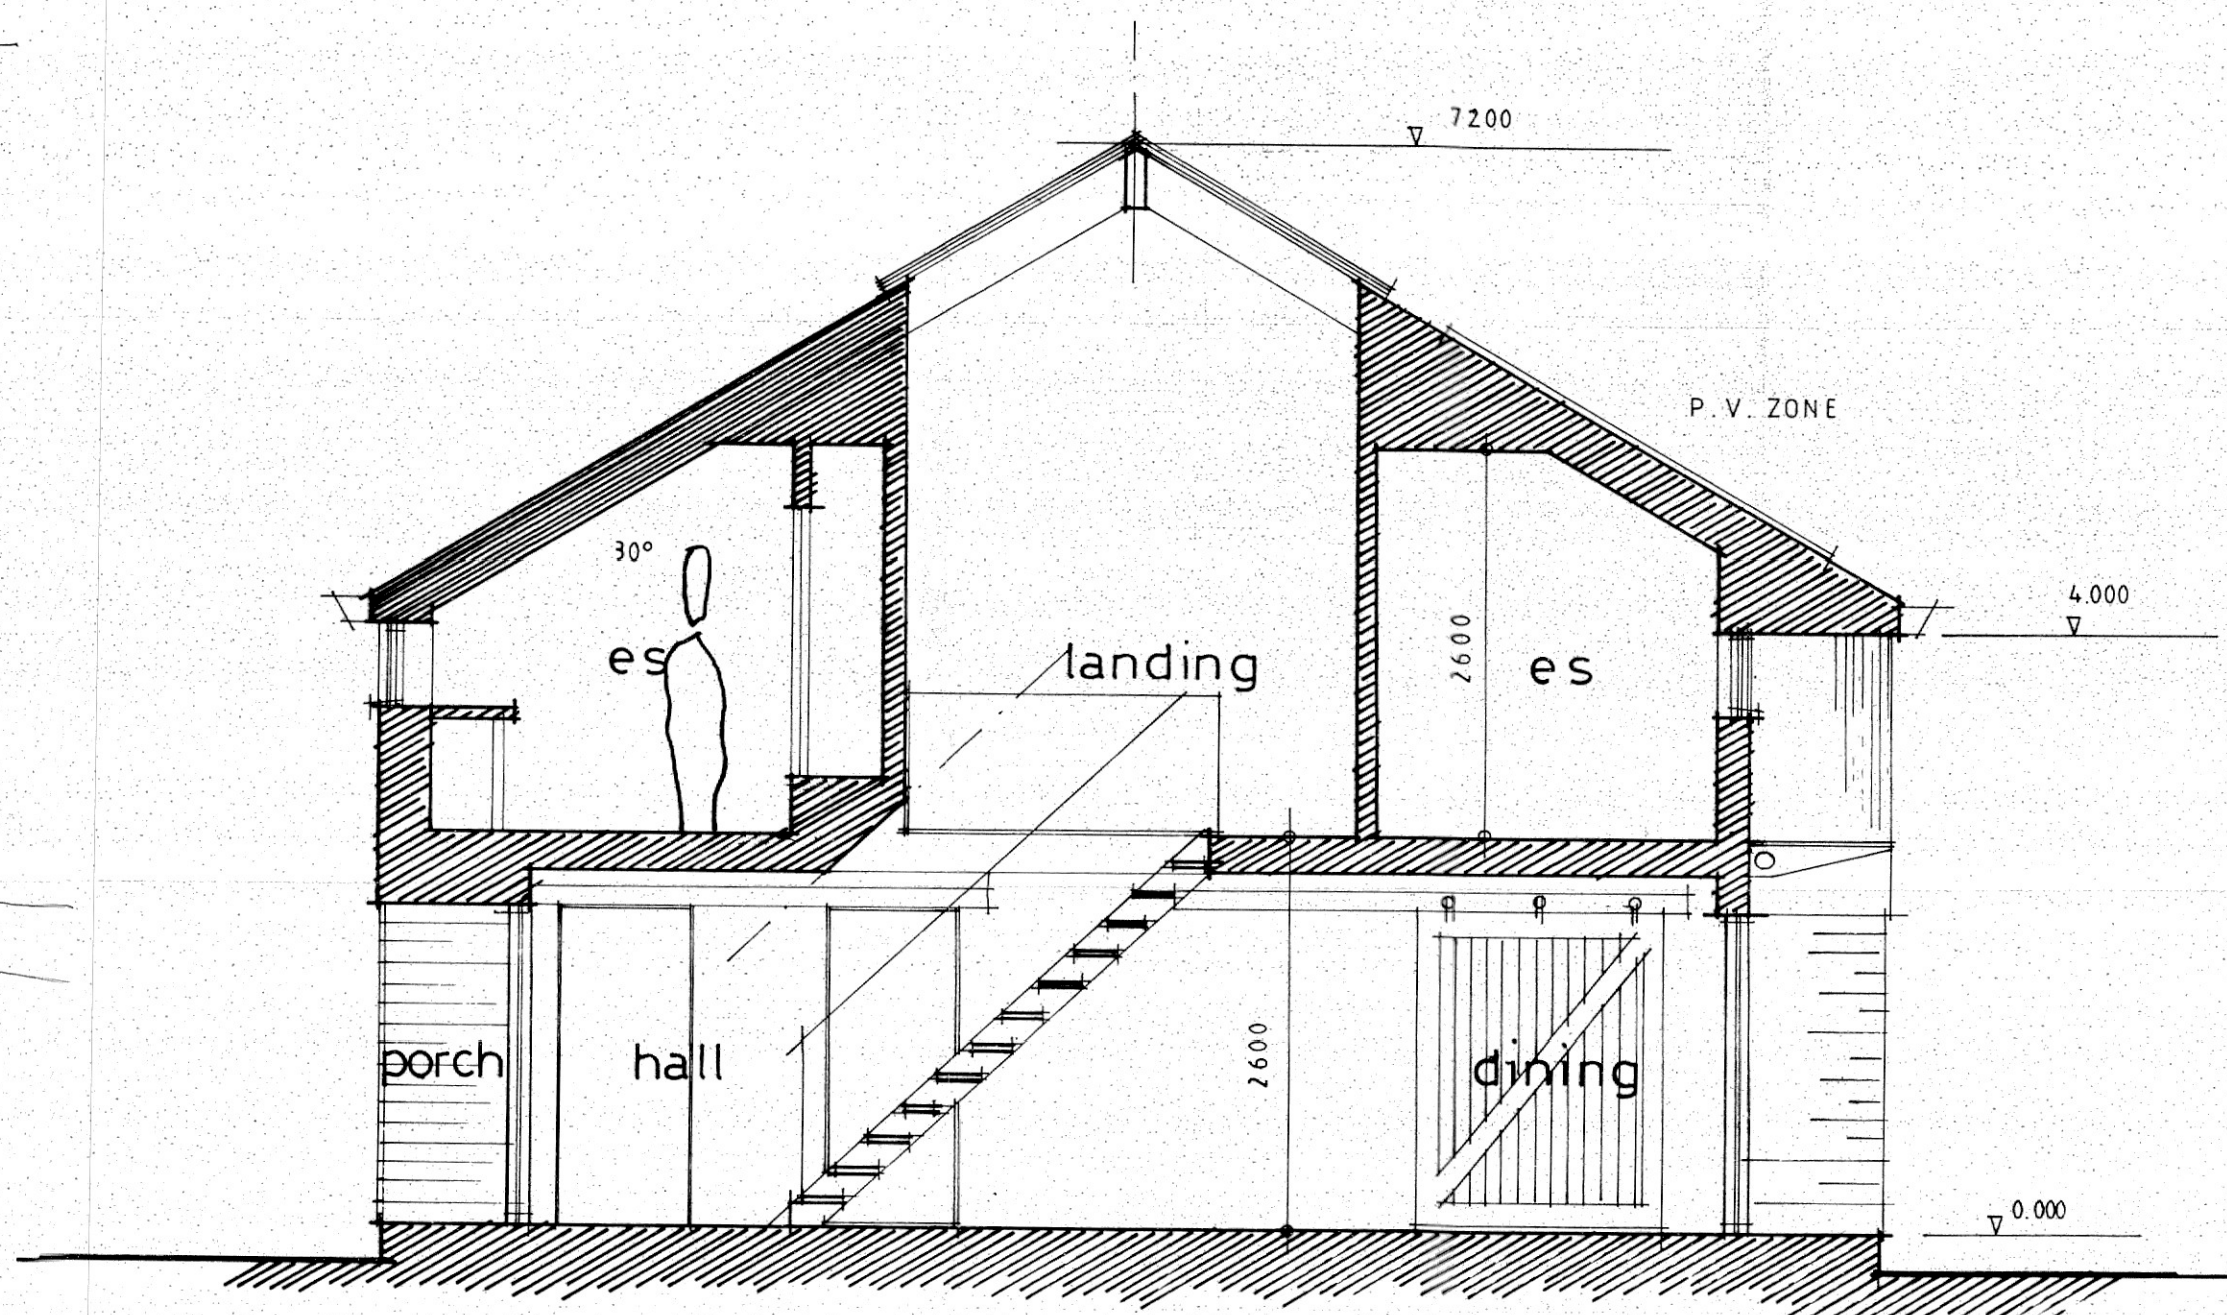 7200
P. V. ZONE
30°
4.000
es
landing
2600
es
porch
hall
2600
dining
0.000